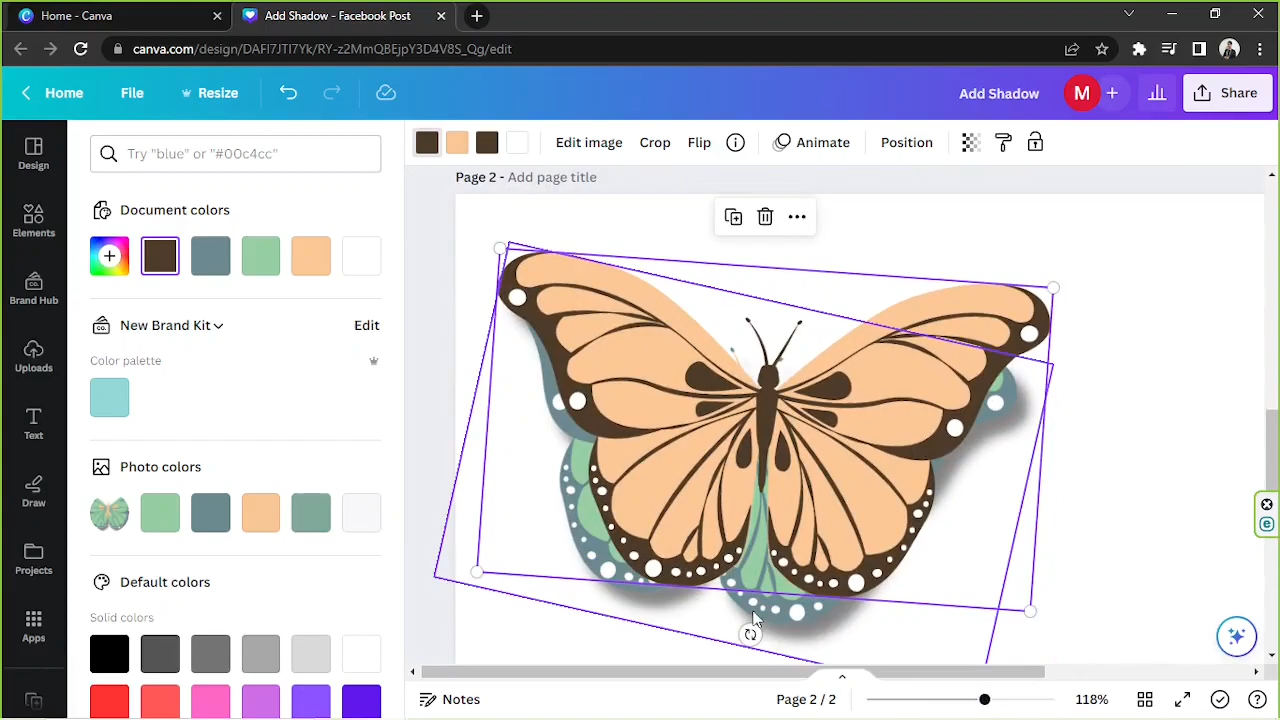 Home - Canva
Add Shadow - Facebook Post
canva.com/design/DAFI7JTI7Yk/RY-z2MmQBEjpY3D4V8S_Qg/edit
Home
File
Resize
Add Shadow
M
Share
Design
Elements
Brand Hub
Uploads
Text
Draw
Projects
Apps
Try "blue" or "#00c4cc"
Document colors
New Brand Kit
Edit
Color palette
Photo colors
Default colors
Solid colors
Edit image
Crop
Flip
Animate
Position
Page 2 - Add page title
Notes
Page 2 / 2
118%